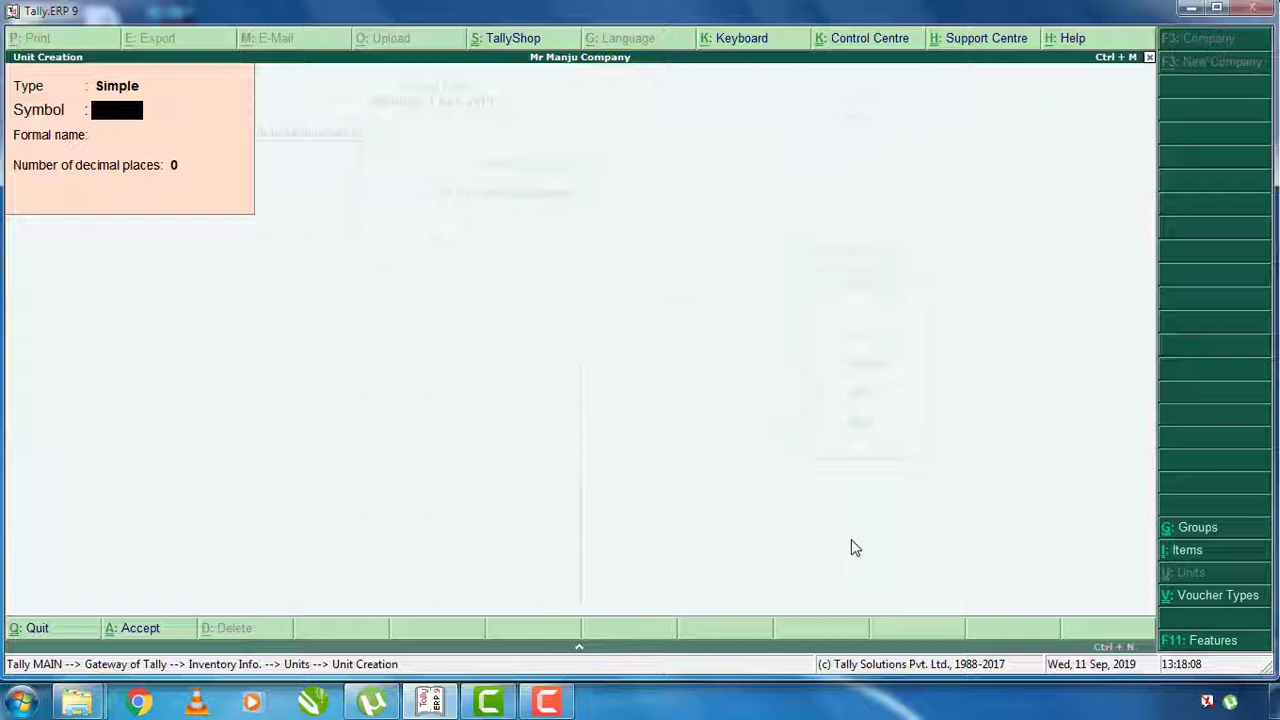 Tally.ERP 9
P: Print
E: Export
M: E-Mail
O: Upload
S: TallyShop
G: Language
K: Keyboard
K: Control Centre
H: Support Centre
H: Help
F3: Company
F3: New Company
Unit Creation
Mr Manju Company
Ctrl + M
Type : Simple
Symbol :
Formal name:
Number of decimal places: 0
G: Groups
I: Items
U: Units
V: Voucher Types
F11: Features
Q: Quit
A: Accept
D: Delete
Ctrl + N
Tally MAIN --> Gateway of Tally --> Inventory Info. --> Units --> Unit Creation
(c) Tally Solutions Pvt. Ltd., 1988-2017
Wed, 11 Sep, 2019
13:18:08
Tally
ERP 9